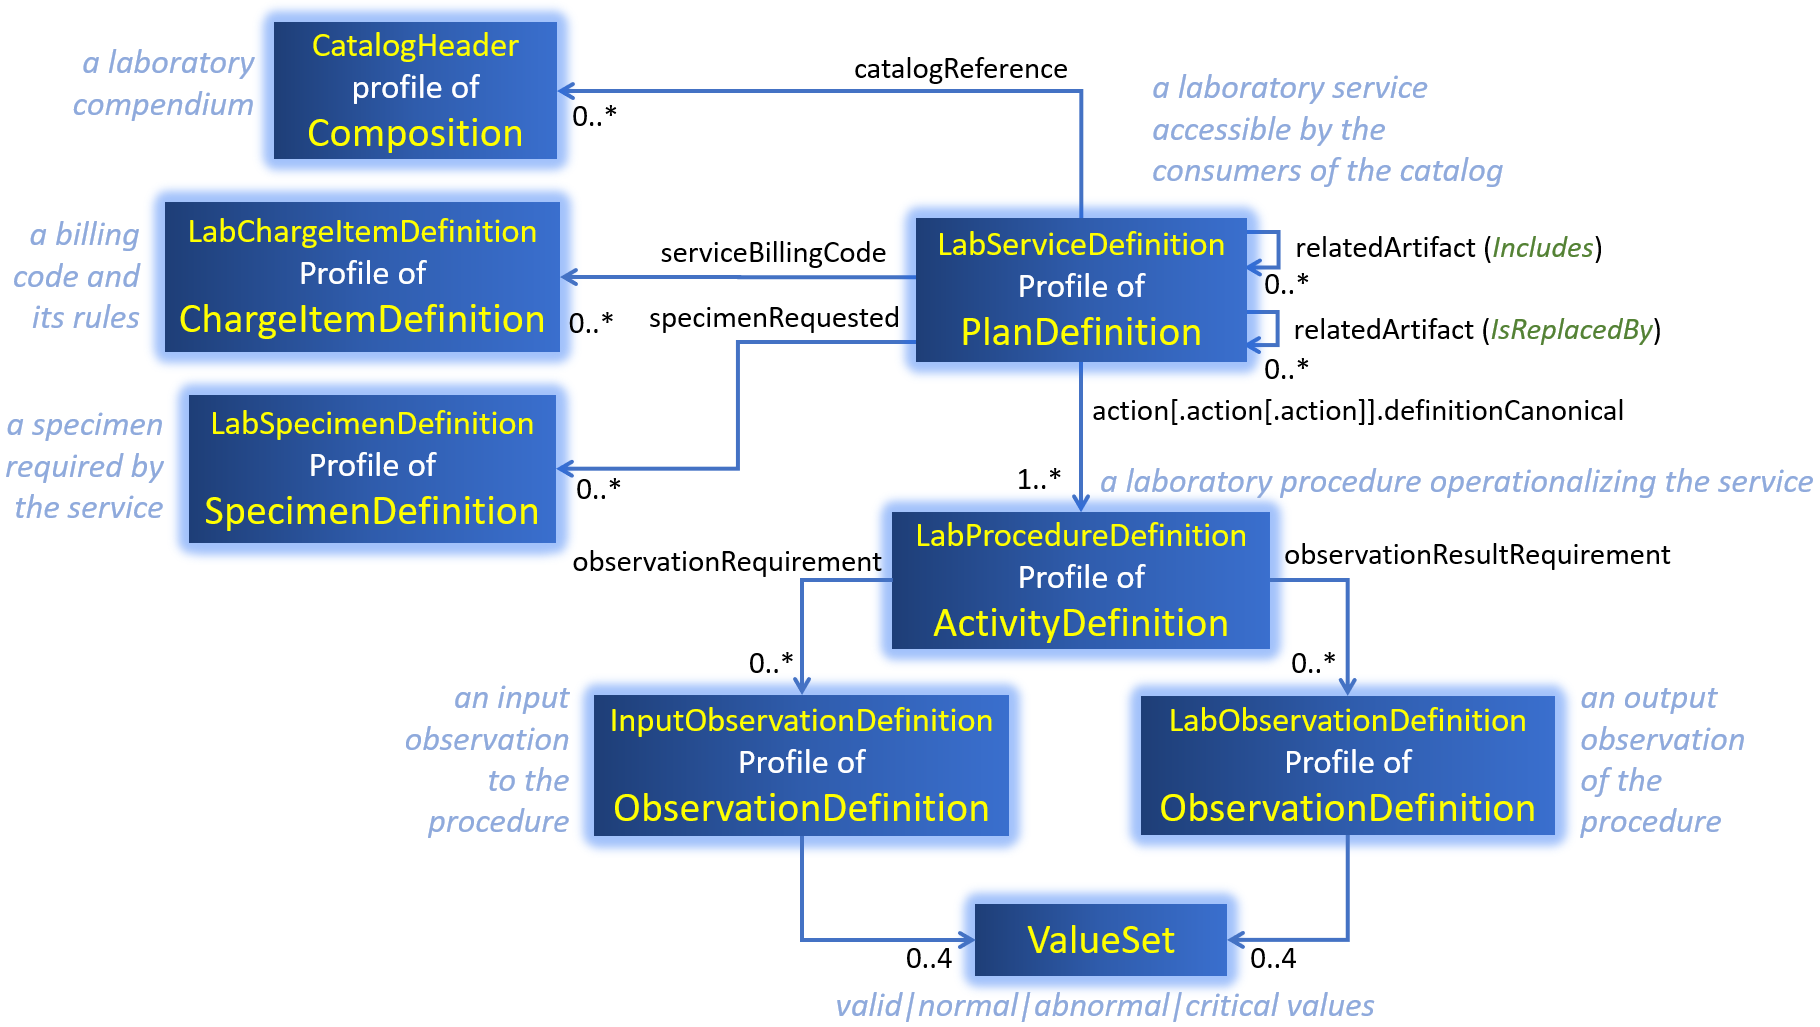 a laboratory
compendium
CatalogHeader
profile of
Composition
catalogReference
0..*
a laboratory service
accessible by the
consumers of the catalog
a billing
code and
its rules
LabChargeItemDefinition
Profile of
ChargeItemDefinition
serviceBillingCode
0..*
specimenRequested
LabServiceDefinition
Profile of
PlanDefinition
relatedArtifact (Includes)
0..*
relatedArtifact (IsReplacedBy)
0..*
a specimen
required by
the service
LabSpecimenDefinition
Profile of
SpecimenDefinition
0..*
action[.action[.action]].definitionCanonical
1..*
a laboratory procedure operationalizing the service
LabProcedureDefinition
Profile of
ActivityDefinition
observationRequirement
0..*
observationResultRequirement
0..*
an input
observation
to the
procedure
InputObservationDefinition
Profile of
ObservationDefinition
LabObservationDefinition
Profile of
ObservationDefinition
an output
observation
of the
procedure
0..4
ValueSet
0..4
valid|normal|abnormal|critical values